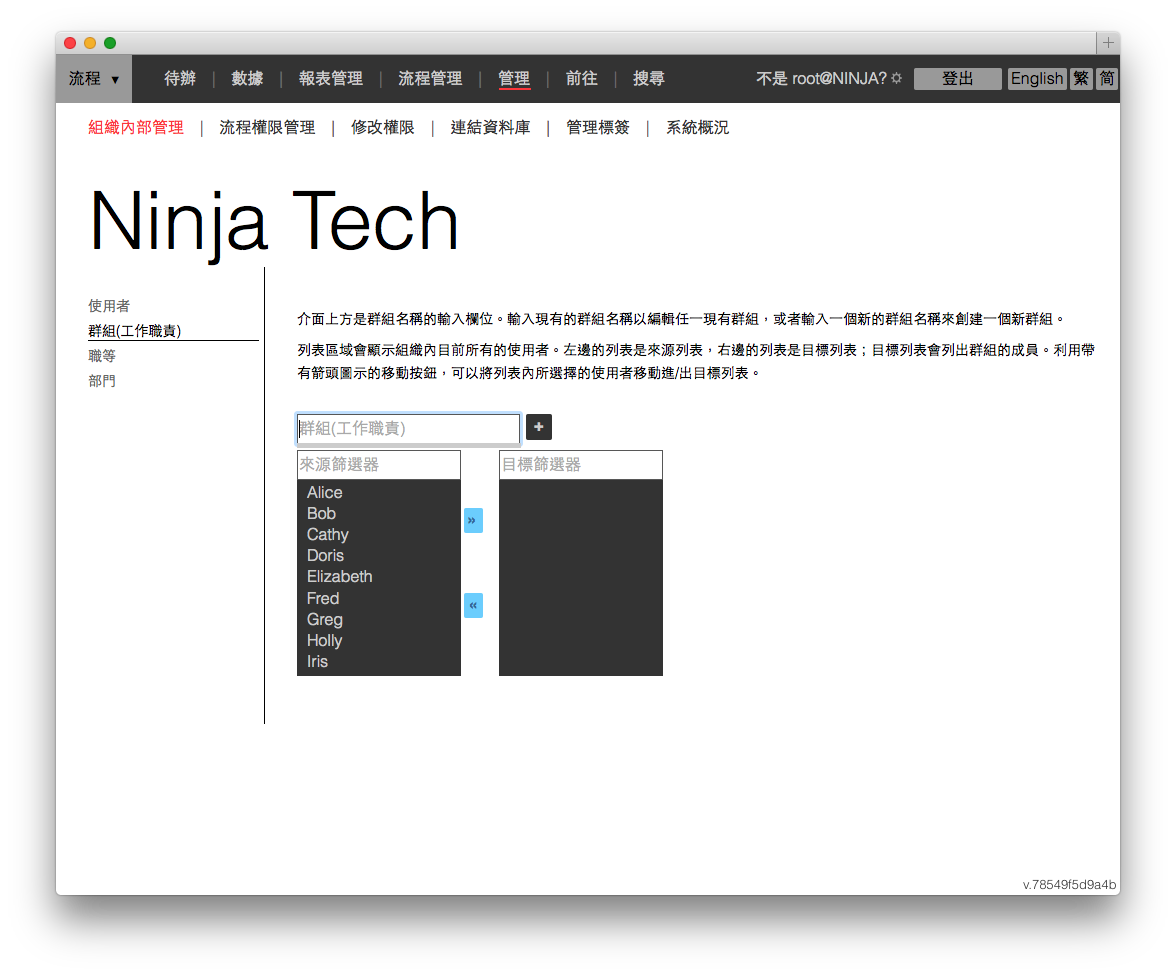 流程 ▼ 待辦 | 數據 | 報表管理 | 流程管理 | 管理 | 前往 | 搜尋 不是 root@NINJA? 登出 English 繁 简
組織內部管理 | 流程權限管理 | 修改權限 | 連結資料庫 | 管理標簽 | 系統概況
Ninja Tech
使用者
群組(工作職責)
職等
部門
介面上方是群組名稱的輸入欄位。輸入現有的群組名稱以編輯任一現有群組，或者輸入一個新的群組名稱來創建一個新群組。
列表區域會顯示組織內目前所有的使用者。左邊的列表是來源列表，右邊的列表是目標列表；目標列表會列出群組的成員。利用帶
有箭頭圖示的移動按鈕，可以將列表內所選擇的使用者移動進/出目標列表。
群組(工作職責) +
來源篩選器 目標篩選器
Alice
Bob
»
Cathy
Doris
Elizabeth
Fred
«
Greg
Holly
Iris
v.78549f5d9a4b